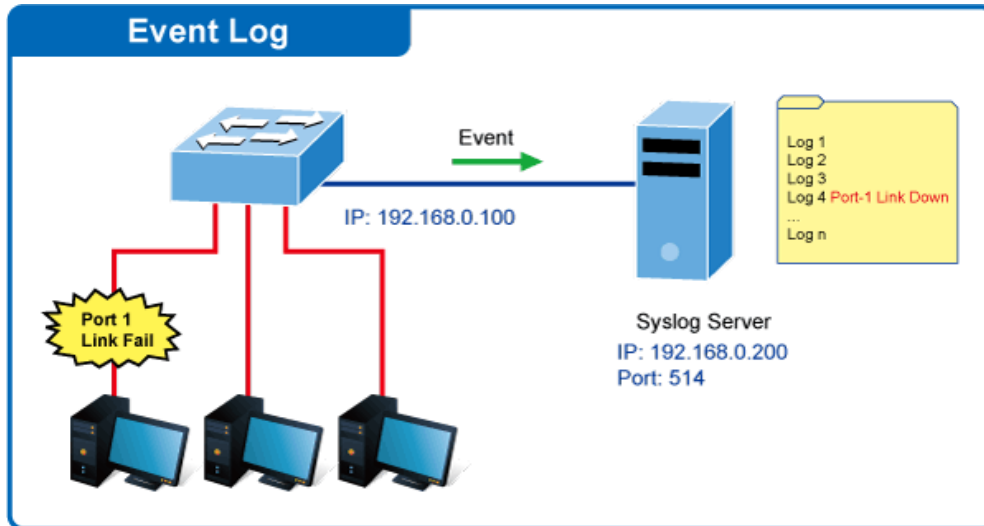 Event Log
Event
IP: 192.168.0.100
Port 1
Link Fail
Log 1
Log 2
Log 3
Log 4 Port-1 Link Down
...
Log n
Syslog Server
IP: 192.168.0.200
Port: 514